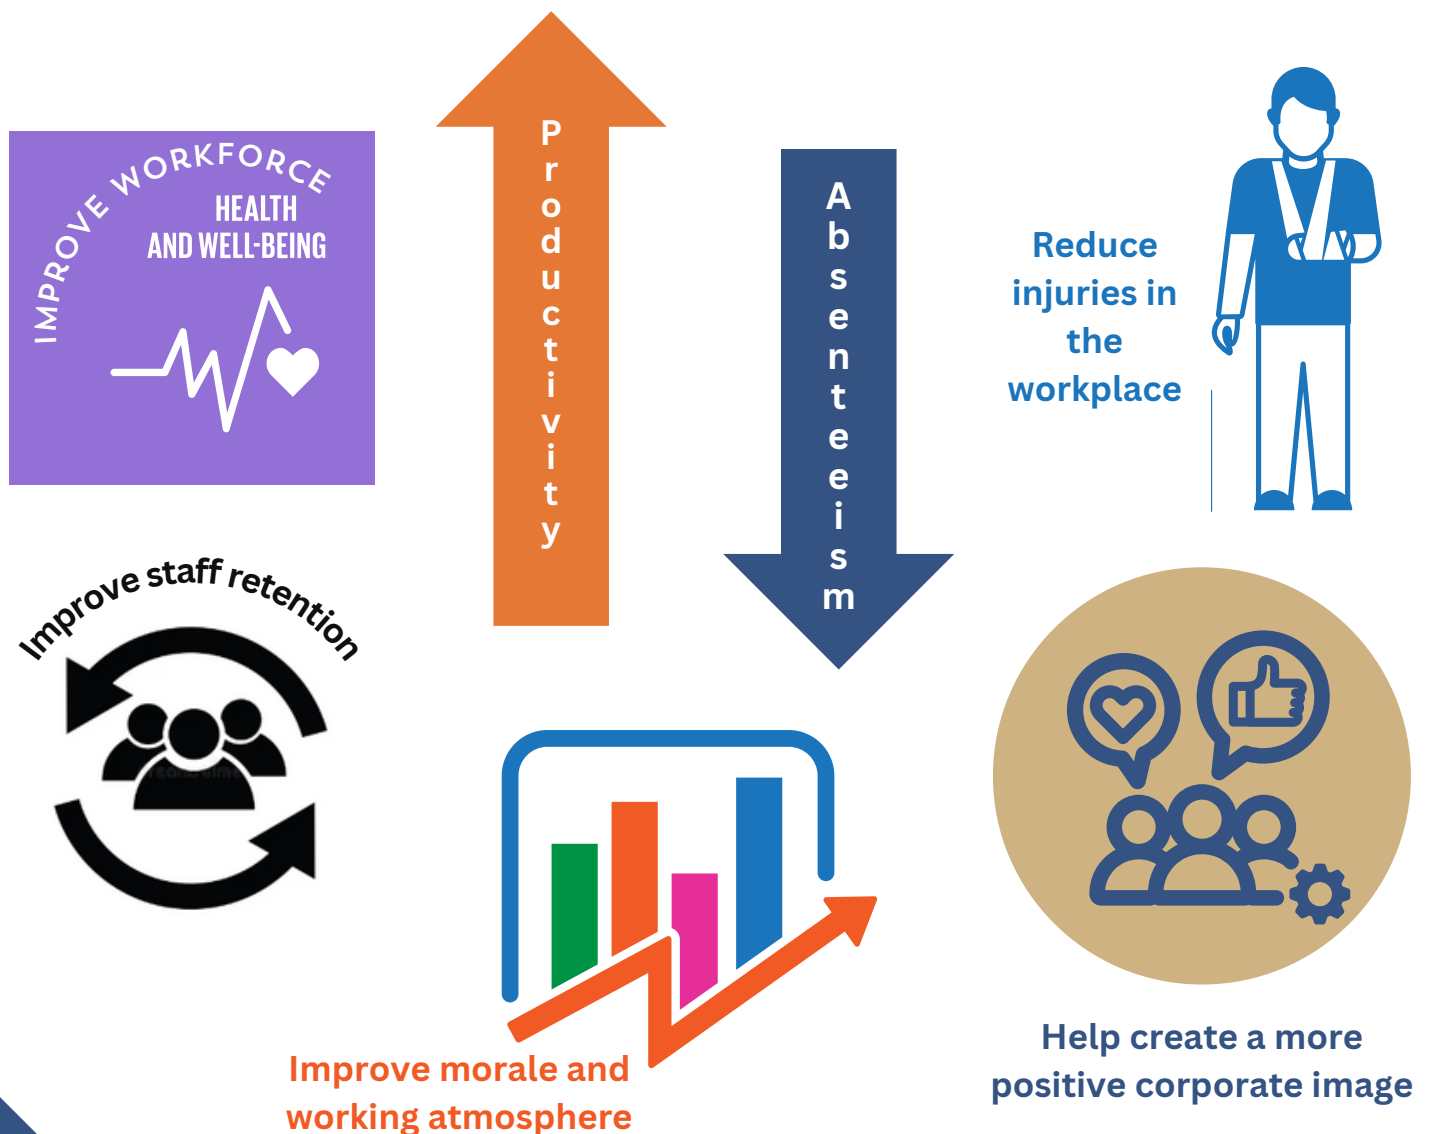 IMPROVE WORKFORCE
HEALTH
AND WELL-BEING
Productivity
Absenteeism
Reduce
injuries in
the
workplace
Improve staff retention
Improve morale and
working atmosphere
Help create a more
positive corporate image